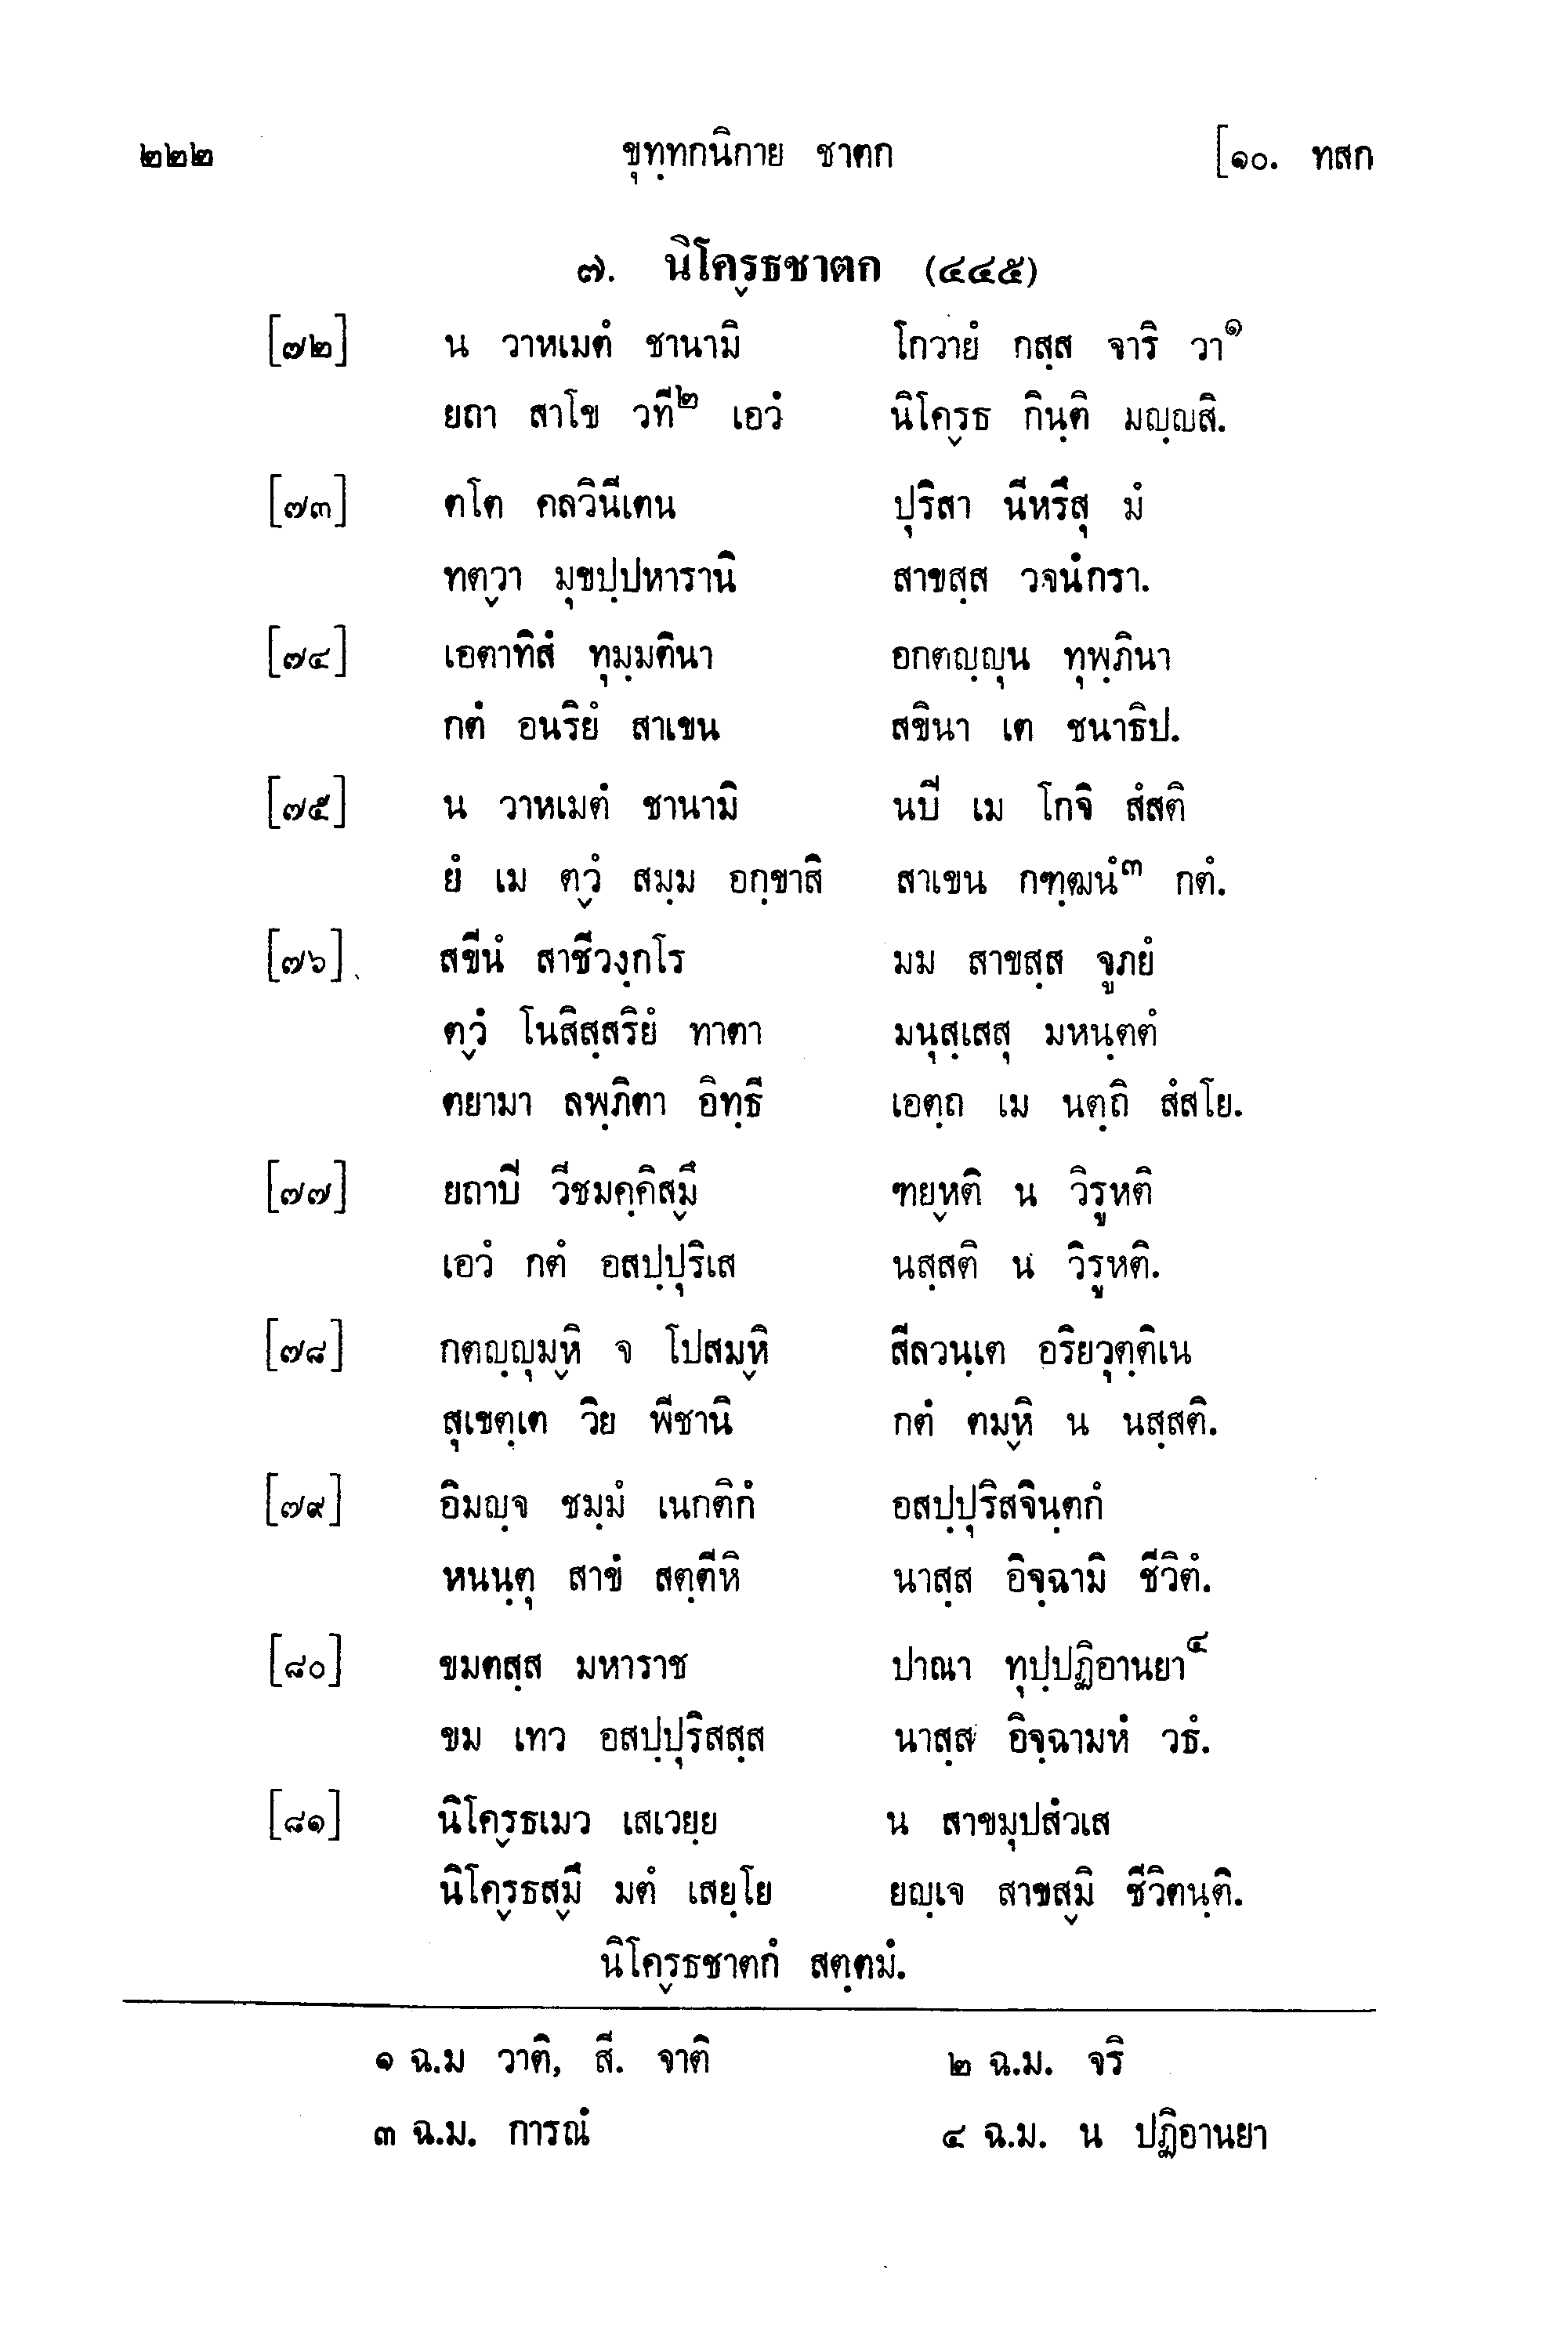 ๒๒๒ ขุทฺทกนิกาย ชาตก [๑๐. ทสก
๗. นิโคฺรธชาตก (๔๔๕)
[๗๒] น วาหเมตํ ชานามิ โกวายํ กสฺส จาริ วา๑
ยถา สาโข วที๒ เอวํ นิโคฺรธ กินฺติ มญฺญสิ.
[๗๓] ตโต คลวินีเตน ปุริสา นีหรึสุ มํ
ทตฺวา มุขปฺปหารานิ สาขสฺส วจนํกรา.
[๗๔] เอตาทิสํ ทุมฺมตินา อกตญฺญุน ทุพฺภินา
กตํ อนริยํ สาเขน สขินา เต ชนาธิป.
[๗๕] น วาหเมตํ ชานามิ นปี เม โกจิ สํสติ
ยํ เม ตฺวํ สมฺม อกฺขาสิ สาเขน กฑฺฒนํ๓ กตํ.
[๗๖] สขีนํ สาชีวงฺกโร มม สาขสฺส จูภยํ
ตฺวํ โนสิสฺสริยํ ทาตา มนุสฺเสสุ มหนฺตตํ
ตยามา ลพฺภิตา อิทฺธี เอตฺถ เม นตฺถิ สํสโย.
[๗๗] ยถาปี วีชมคฺคิสฺมึ ฑยฺหติ น วิรูหติ
เอวํ กตํ อสปฺปุริเส นสฺสติ น วิรูหติ.
[๗๘] กตญฺญุมฺหิ จ โปสมฺหิ สีลวนฺเต อริยวุตฺติเน
สุเขตฺเต วิย พีชานิ กตํ ตมฺหิ น นสฺสติ.
[๗๙] อิมญฺจ ชมฺมํ เนกติกํ อสปฺปุริสจินฺตกํ
หนนฺตุ สาขํ สตฺตีหิ นาสฺส อิจฺฉามิ ชีวิตํ.
[๘๐] ขมตสฺส มหาราช ปาณา ทุปฺปฏิอานยา๔
ขม เทว อสปฺปุริสสฺส นาสฺส อิจฺฉามหํ วธํ.
[๘๑] นิโคฺรธเมว เสเวยฺย น สาขมุปสํวเส
นิโคฺรธสฺมึ มตํ เสยฺโย ยญฺเจ สาขสฺมิ ชีวิตนฺติ.
นิโคฺรธชาตกํ สตฺตมํ.
๑ ฉ.ม วาติ, สี. จาติ ๒ ฉ.ม. จริ
๓ ฉ.ม. การณํ ๔ ฉ.ม. น ปฏิอานยา